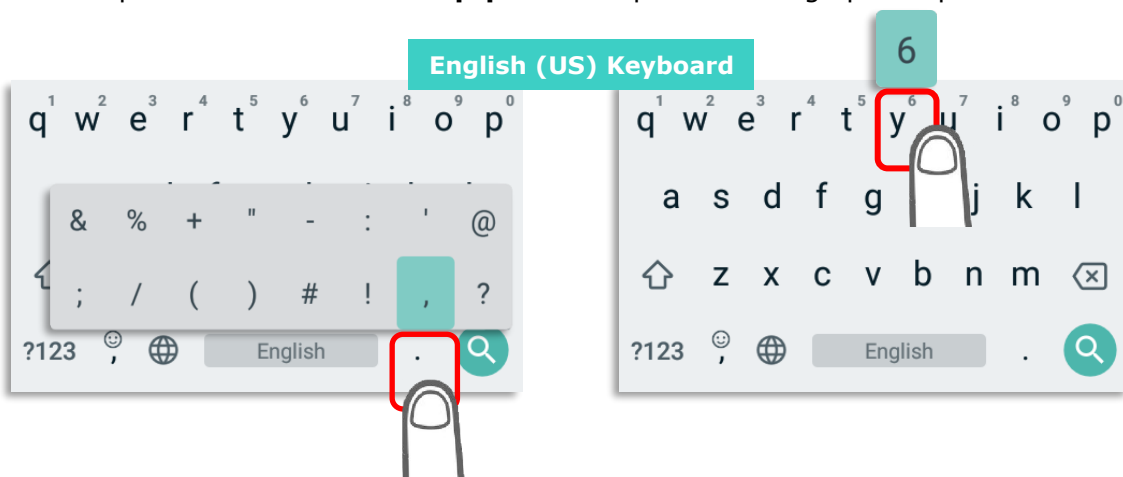 English (US) Keyboard
1 2 3 4 5 6 7 8 9 0
q w e r t y u i o p
& % + " - : ' @
; / ( ) # ! , ?
?123 , English .
6
1 2 3 4 5 6 7 8 9 0
q w e r t y u i o p
a s d f g j k l
z x c v b n m
?123 , English .